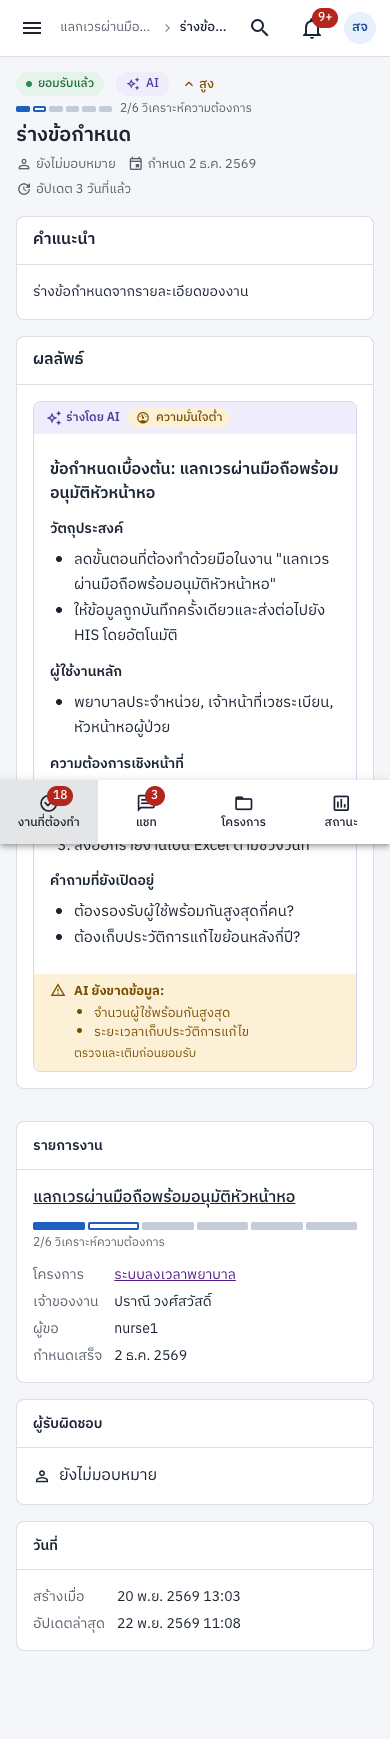 แลกเวรผ่านมือ... > ร่างข้อ... 9+ สจ
ยอมรับแล้ว AI สูง
2/6 วิเคราะห์ความต้องการ
ร่างข้อกำหนด
ยังไม่มอบหมาย กำหนด 2 ธ.ค. 2569
อัปเดต 3 วันที่แล้ว
คำแนะนำ
ร่างข้อกำหนดจากรายละเอียดของงาน
ผลลัพธ์
ร่างโดย AI ความมั่นใจต่ำ
ข้อกำหนดเบื้องต้น: แลกเวรผ่านมือถือพร้อม
อนุมัติหัวหน้าหอ
วัตถุประสงค์
• ลดขั้นตอนที่ต้องทำด้วยมือในงาน "แลกเวร
ผ่านมือถือพร้อมอนุมัติหัวหน้าหอ"
• ให้ข้อมูลถูกบันทึกครั้งเดียวและส่งต่อไปยัง
HIS โดยอัตโนมัติ
ผู้ใช้งานหลัก
• พยาบาลประจำหน่วย, เจ้าหน้าที่เวชระเบียน,
หัวหน้าหอผู้ป่วย
ความต้องการเชิงหน้าที่
18 3
งานที่ต้องทำ แชท โครงการ สถานะ
3. ส่งออกรายงานเป็น Excel ตามช่วงวันที่
คำถามที่ยังเปิดอยู่
• ต้องรองรับผู้ใช้พร้อมกันสูงสุดกี่คน?
• ต้องเก็บประวัติการแก้ไขย้อนหลังกี่ปี?
AI ยังขาดข้อมูล:
• จำนวนผู้ใช้พร้อมกันสูงสุด
• ระยะเวลาเก็บประวัติการแก้ไข
ตรวจและเติมก่อนยอมรับ
รายการงาน
แลกเวรผ่านมือถือพร้อมอนุมัติหัวหน้าหอ
2/6 วิเคราะห์ความต้องการ
โครงการ ระบบลงเวลาพยาบาล
เจ้าของงาน ปราณี วงศ์สวัสดิ์
ผู้ขอ nurse1
กำหนดเสร็จ 2 ธ.ค. 2569
ผู้รับผิดชอบ
ยังไม่มอบหมาย
วันที่
สร้างเมื่อ 20 พ.ย. 2569 13:03
อัปเดตล่าสุด 22 พ.ย. 2569 11:08